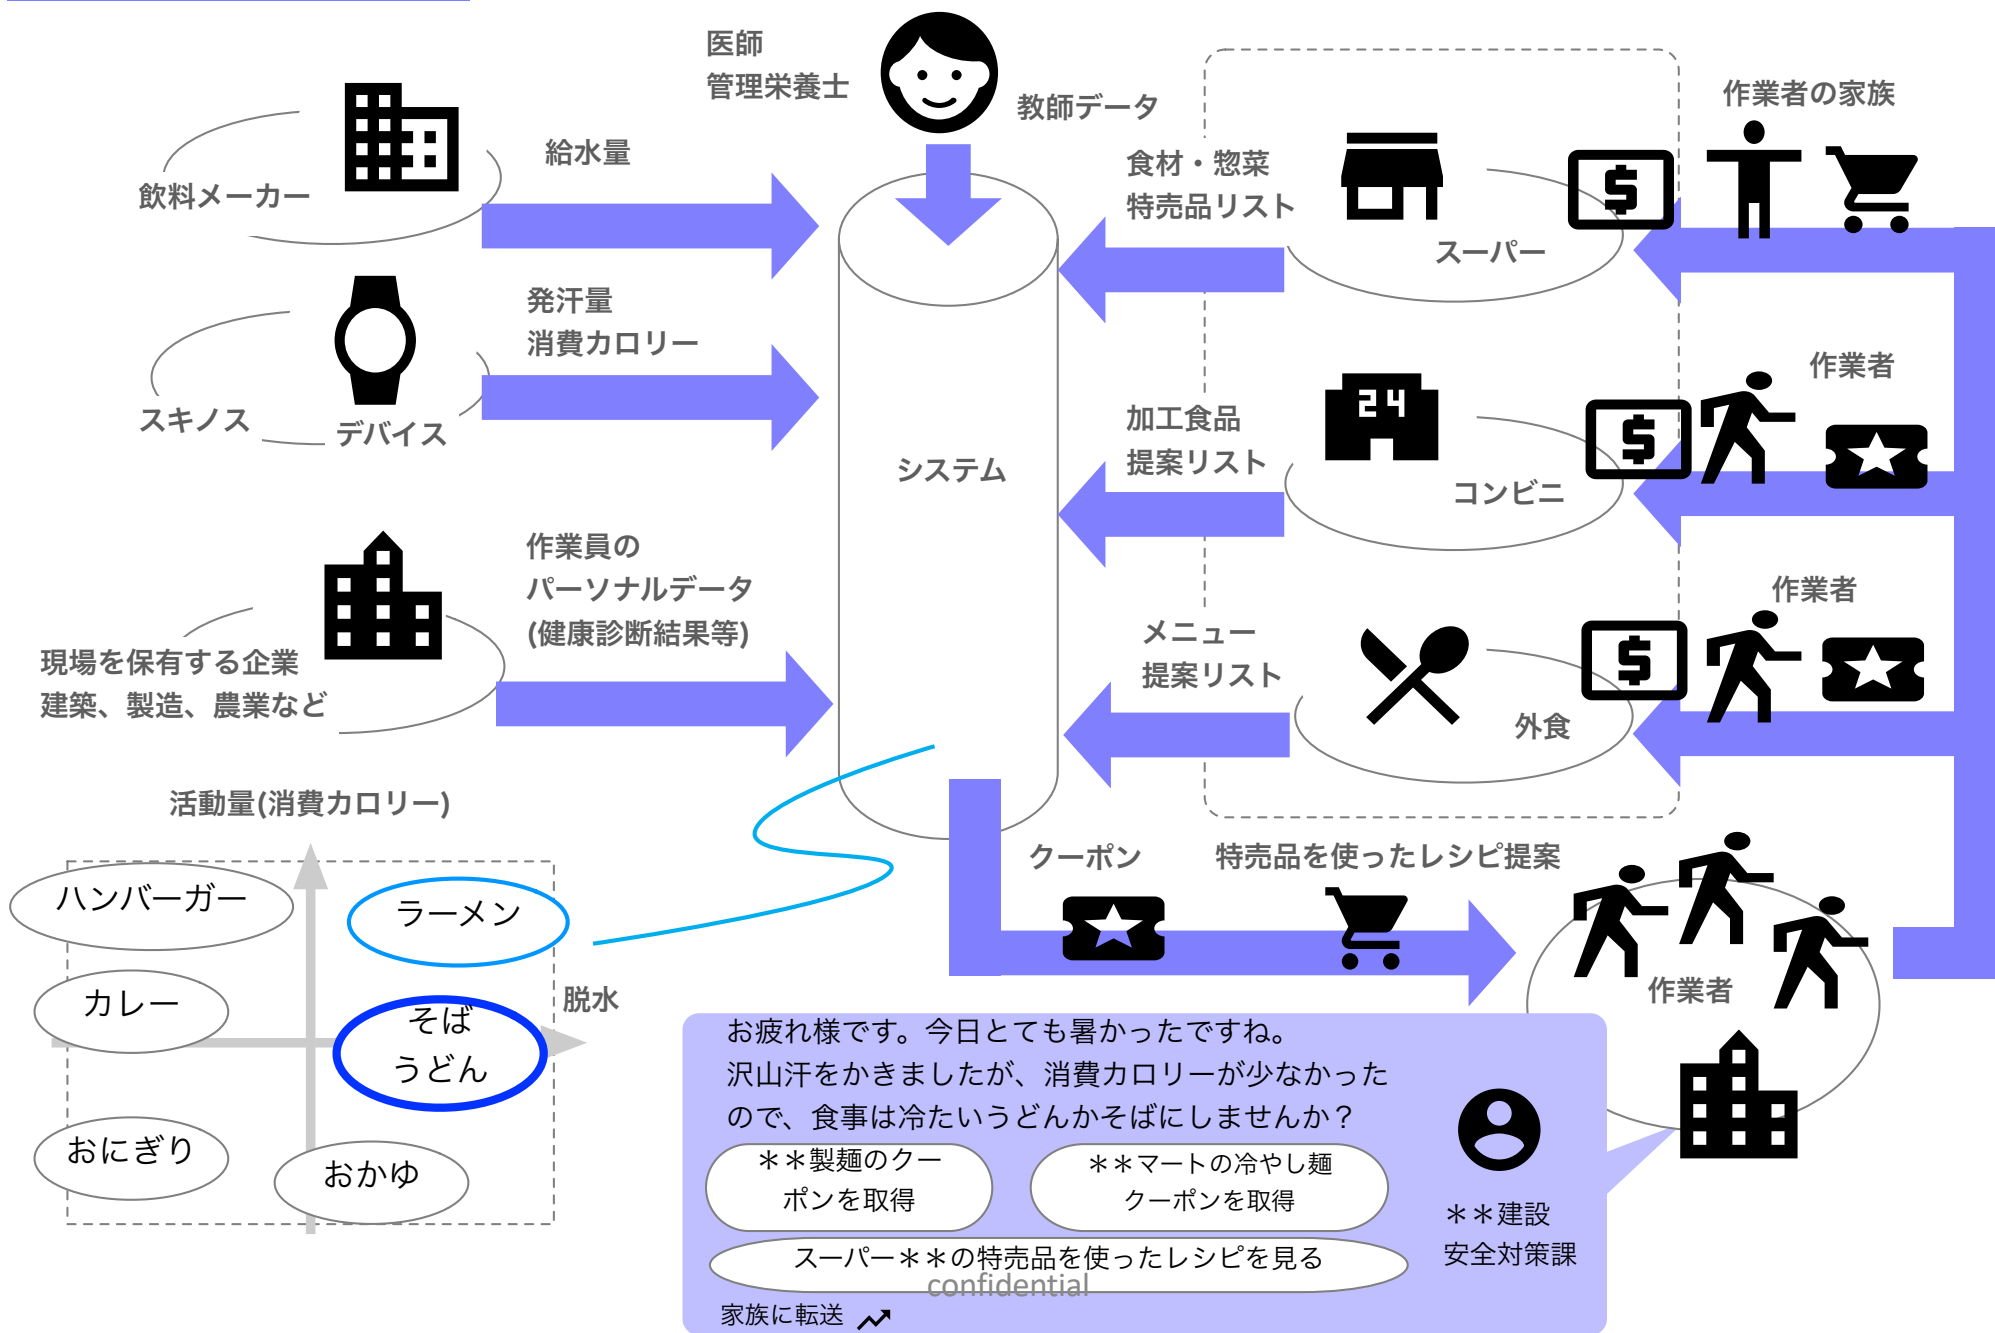 医師
管理栄養士
教師データ
飲料メーカー
給水量
スキノス
デバイス
発汗量
消費カロリー
現場を保有する企業
建築、製造、農業など
作業員の
パーソナルデータ
(健康診断結果等)
システム
食材・惣菜
特売品リスト
スーパー
作業者の家族
加工食品
提案リスト
24
コンビニ
作業者
メニュー
提案リスト
外食
作業者
活動量(消費カロリー)
ハンバーガー
ラーメン
カレー
脱水
そば
うどん
おにぎり
おかゆ
クーポン
特売品を使ったレシピ提案
作業者
お疲れ様です。今日とても暑かったですね。
沢山汗をかきましたが、消費カロリーが少なかった
ので、食事は冷たいうどんかそばにしませんか？
＊＊製麺のクー
ポンを取得
＊＊マートの冷やし麺
クーポンを取得
スーパー＊＊の特売品を使ったレシピを見る
家族に転送
＊＊建設
安全対策課
confidential